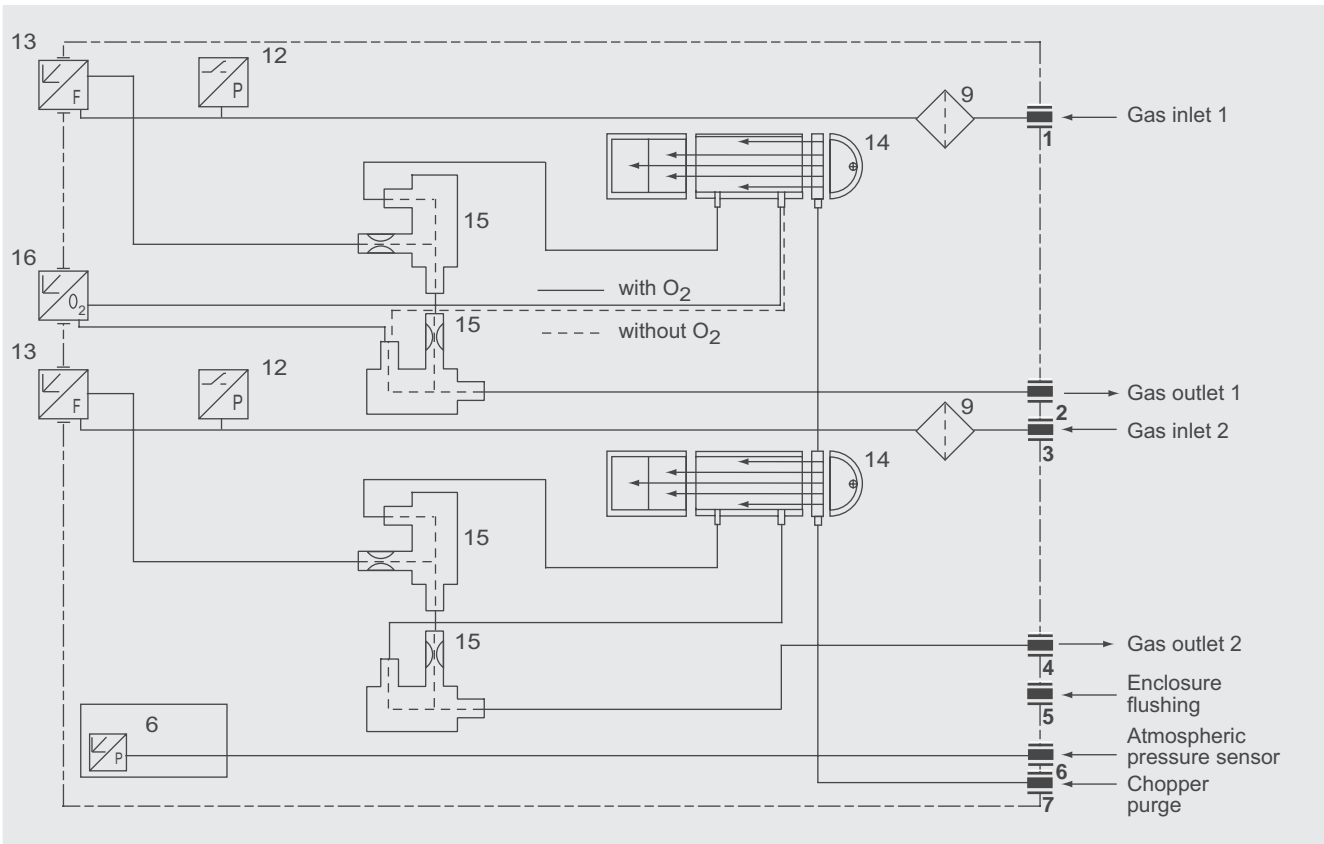 13
12
F
P
9
Gas inlet 1
1
14
15
16
O2
with O2
15
without O2
13
12
F
P
Gas outlet 1
2
9
Gas inlet 2
3
14
15
15
Gas outlet 2
4
Enclosure
flushing
5
6
P
Atmospheric
pressure sensor
6
Chopper
purge
7